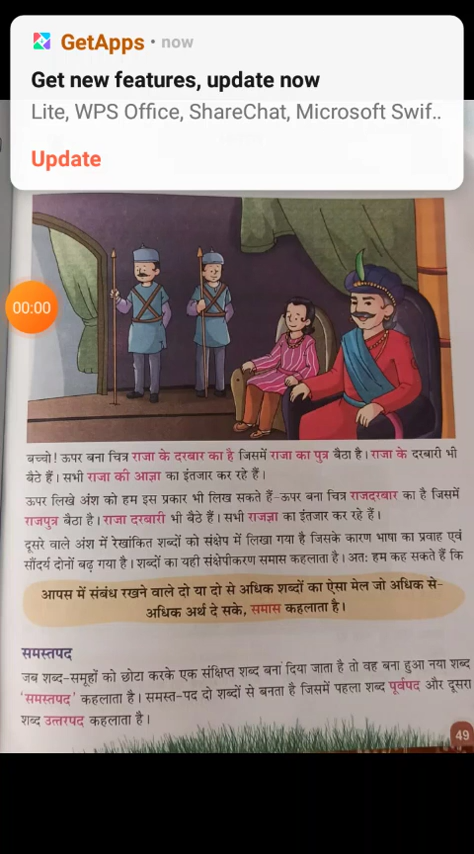 GetApps • now
Get new features, update now
Lite, WPS Office, ShareChat, Microsoft Swif..
Update
00:00
बच्चो! ऊपर बना चित्र राजा के दरबार का है जिसमें राजा का पुत्र बैठा है। राजा के दरबारी भी
बैठे हैं। सभी राजा की आज्ञा का इंतजार कर रहे हैं।
ऊपर लिखे अंश को हम इस प्रकार भी लिख सकते हैं-ऊपर बना चित्र राजदरबार का है जिसमें
राजपुत्र बैठा है। राजा दरबारी भी बैठे हैं। सभी राजाज्ञा का इंतजार कर रहे हैं।
दूसरे वाले अंश में रेखांकित शब्दों को संक्षेप में लिखा गया है जिसके कारण भाषा का प्रवाह एवं
सौंदर्य दोनों बढ़ गया है। शब्दों का यही संक्षेपीकरण समास कहलाता है। अतः हम कह सकते हैं कि
आपस में संबंध रखने वाले दो या दो से अधिक शब्दों का ऐसा मेल जो अधिक से-
अधिक अर्थ दे सके, समास कहलाता है।
समस्तपद
जब शब्द-समूहों को छोटा करके एक संक्षिप्त शब्द बना दिया जाता है तो वह बना हुआ नया शब्द
'समस्तपद' कहलाता है। समस्त-पद दो शब्दों से बनता है जिसमें पहला शब्द पूर्वपद और दूसरा
शब्द उत्तरपद कहलाता है।
49